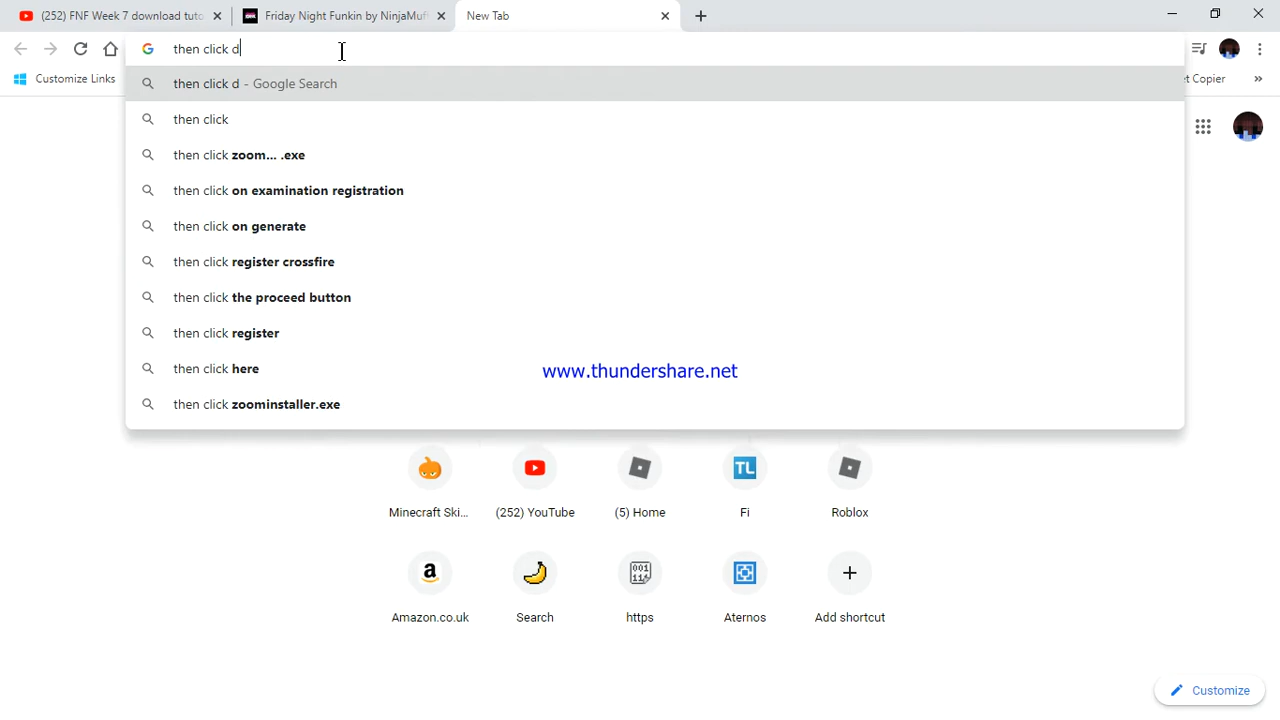 (252) FNF Week 7 download tuto
Friday Night Funkin by NinjaMuff
New Tab
then click d
Customize Links
et Copier
then click d - Google Search
then click
then click zoom... .exe
then click on examination registration
then click on generate
then click register crossfire
then click the proceed button
then click register
then click here
then click zoominstaller.exe
www.thundershare.net
TL
Minecraft Ski...
(252) YouTube
(5) Home
Fi
Roblox
Amazon.co.uk
Search
https
Aternos
Add shortcut
Customize